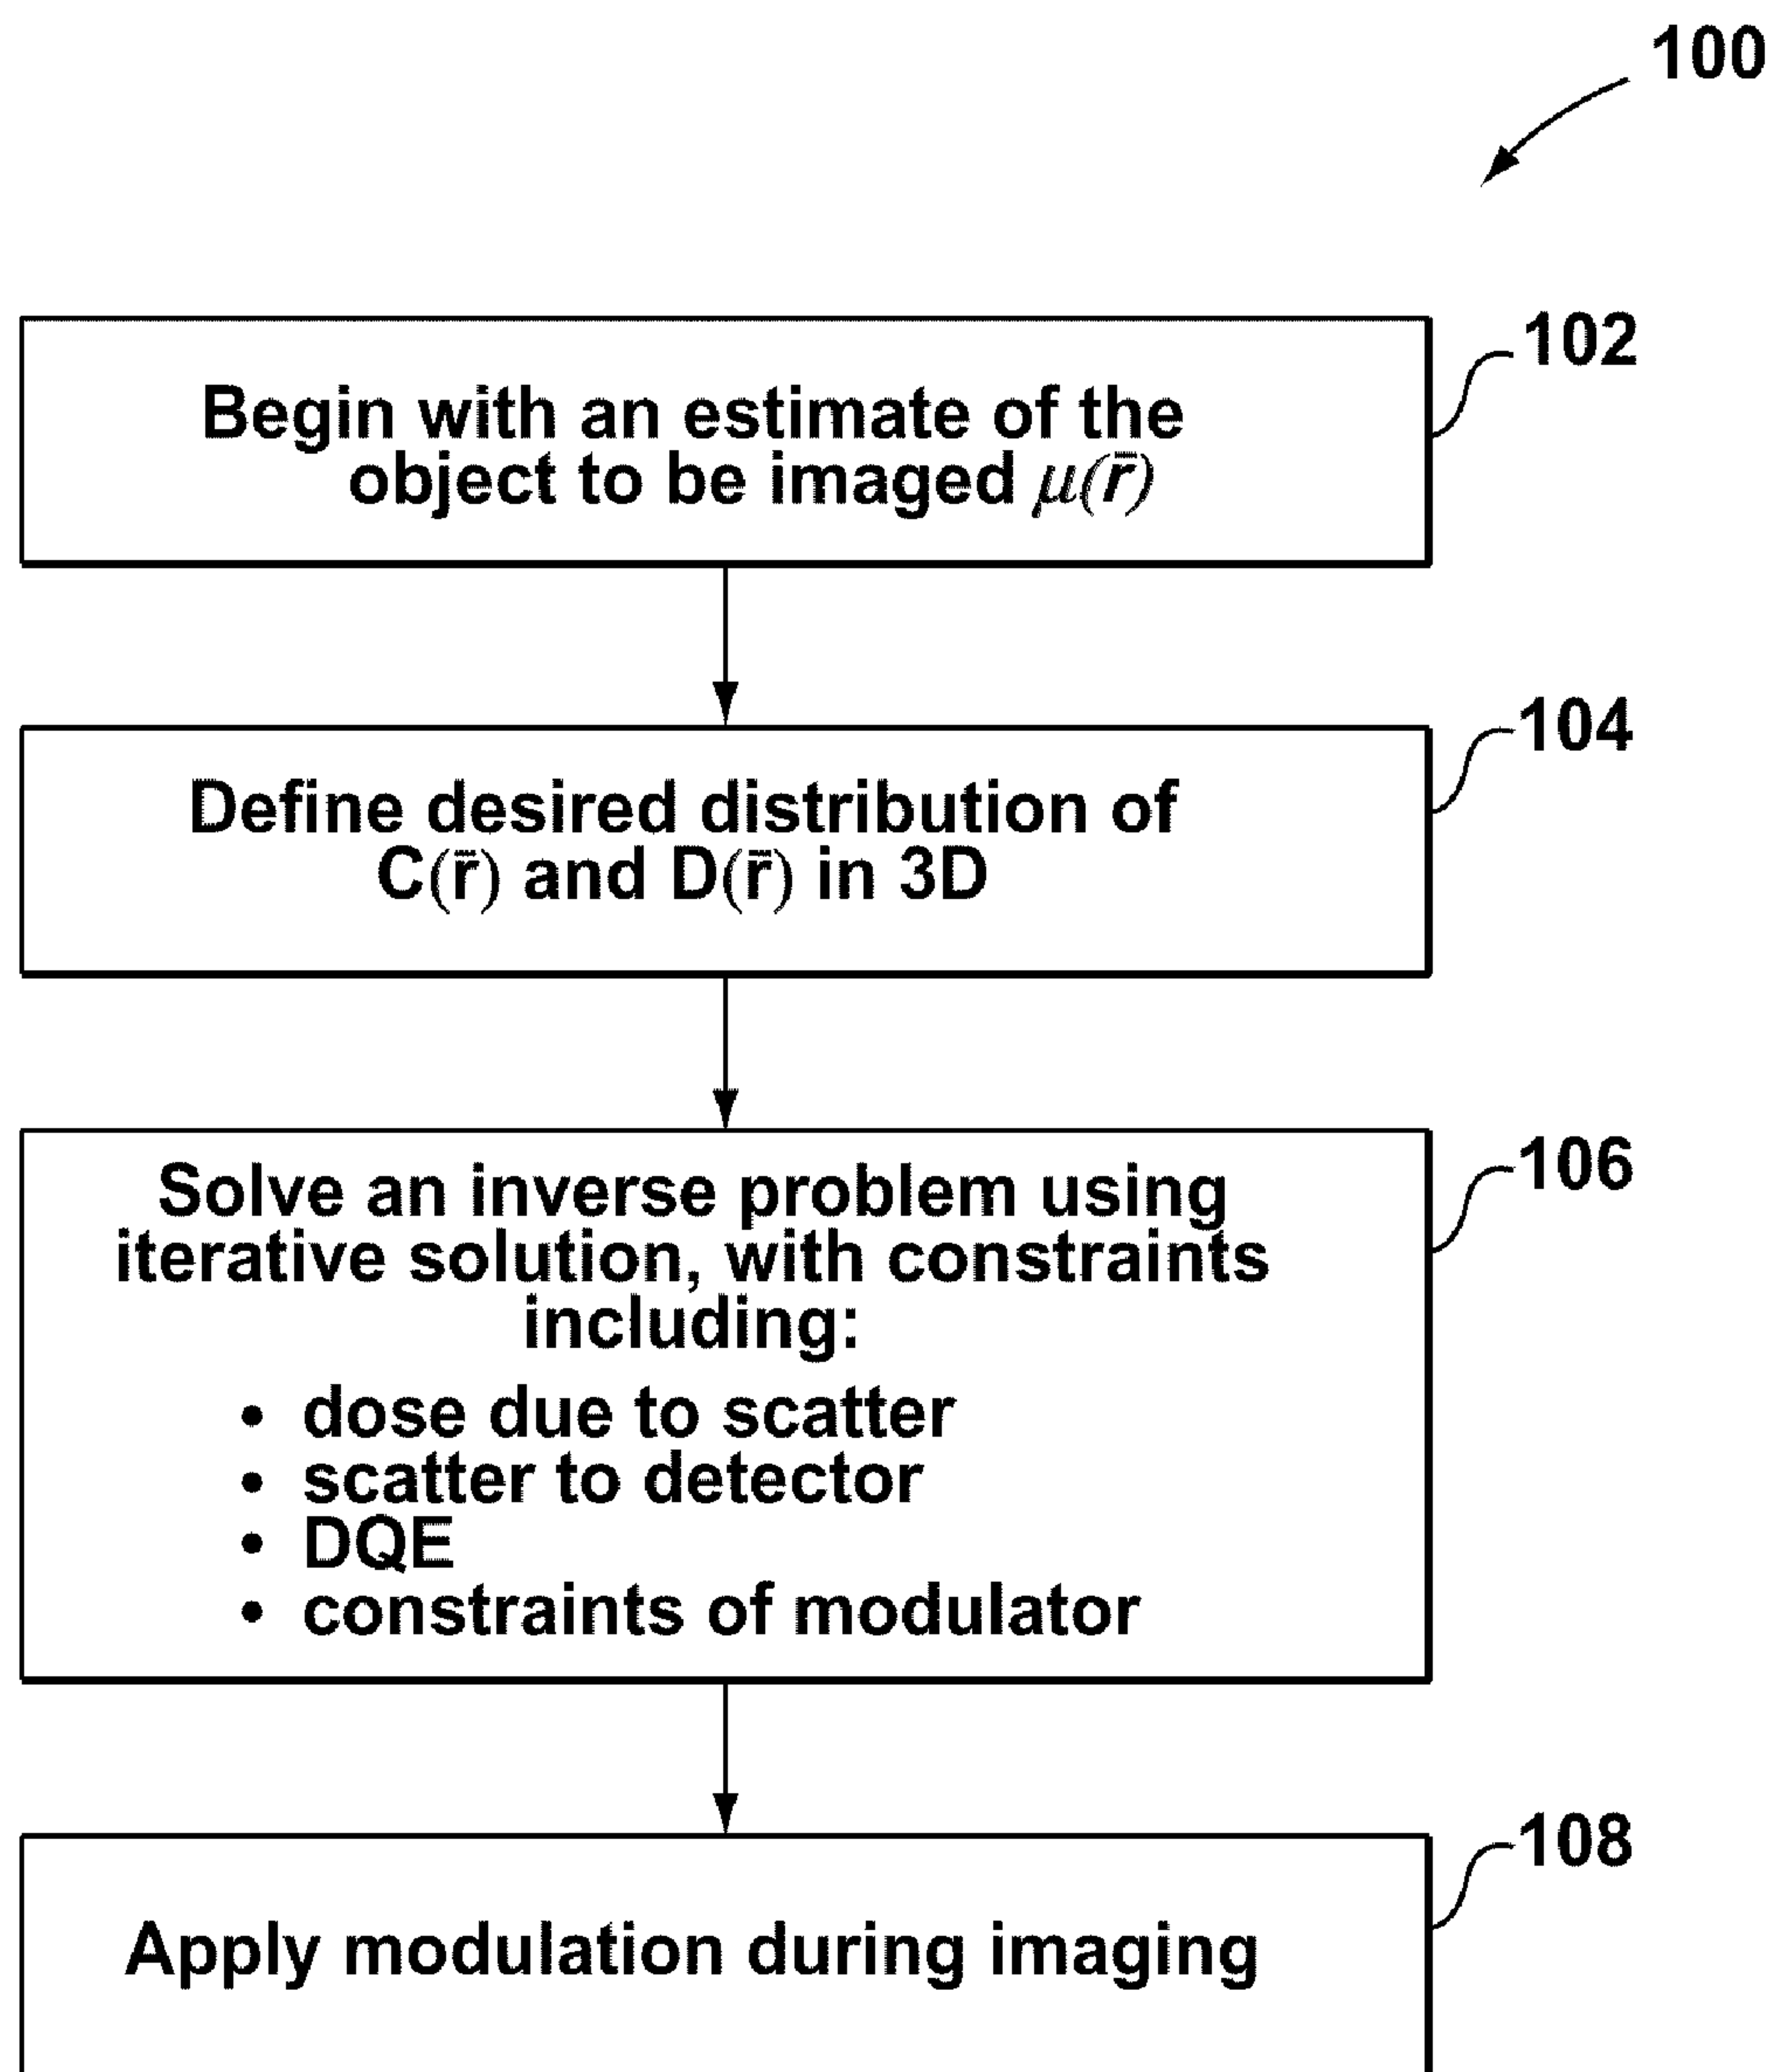 100
102
Begin with an estimate of the
object to be imaged μ(r̄)
104
Define desired distribution of
C(r̄) and D(r̄) in 3D
106
Solve an inverse problem using
iterative solution, with constraints
including:
• dose due to scatter
• scatter to detector
• DQE
• constraints of modulator
108
Apply modulation during imaging